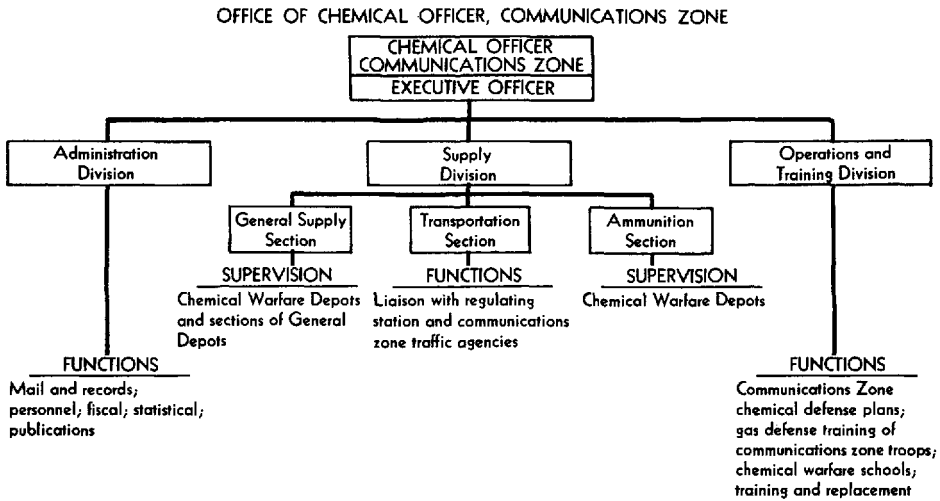 OFFICE OF CHEMICAL OFFICER, COMMUNICATIONS ZONE
CHEMICAL OFFICER
COMMUNICATIONS ZONE
EXECUTIVE OFFICER
Administration
Division
Supply
Division
Operations and
Training Division
General Supply
Section
Transportation
Section
Ammunition
Section
SUPERVISION
Chemical Warfare Depots
and sections of General
Depots
FUNCTIONS
Liaison with regulating
station and communications
zone traffic agencies
SUPERVISION
Chemical Warfare Depots
FUNCTIONS
Mail and records;
personnel; fiscal; statistical;
publications
FUNCTIONS
Communications Zone
chemical defense plans;
gas defense training of
communications zone troops;
chemical warfare schools;
training and replacement